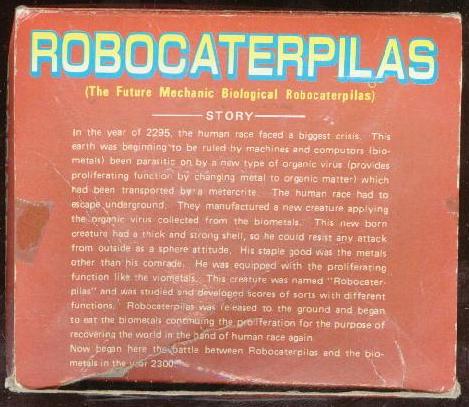 ROBOCATERPILAS
(The Future Mechanic Biological Robocaterpilas)
STORY
In the year of 2295, the human race faced a biggest crisis. This
earth was beginning to be ruled by machines and computors (bio-
metals) been parasitic on by a new type of organic virus (provides
proliferating function by changing metal to organic matter) which
had been transported by a metercrite. The human race had to
escape underground. They manufactured a new creature applying
the organic virus collected from the biometals. This new born
creature had a thick and strong shell, so he could resist any attack
from outside as a sphere attitude. His staple good was the metals
other than his comrade. He was equipped with the proliferating
function like the viometals. This creature was named "Robocater-
pilas" and was studied and developed scores of sorts with different
functions. Robocaterpilas was released to the ground and began
to eat the biometals continuing the proliferation for the purpose of
recovering the world in the hand of human race again.
Now began here the battle between Robocaterpilas and the bio-
metals in the year 2300.